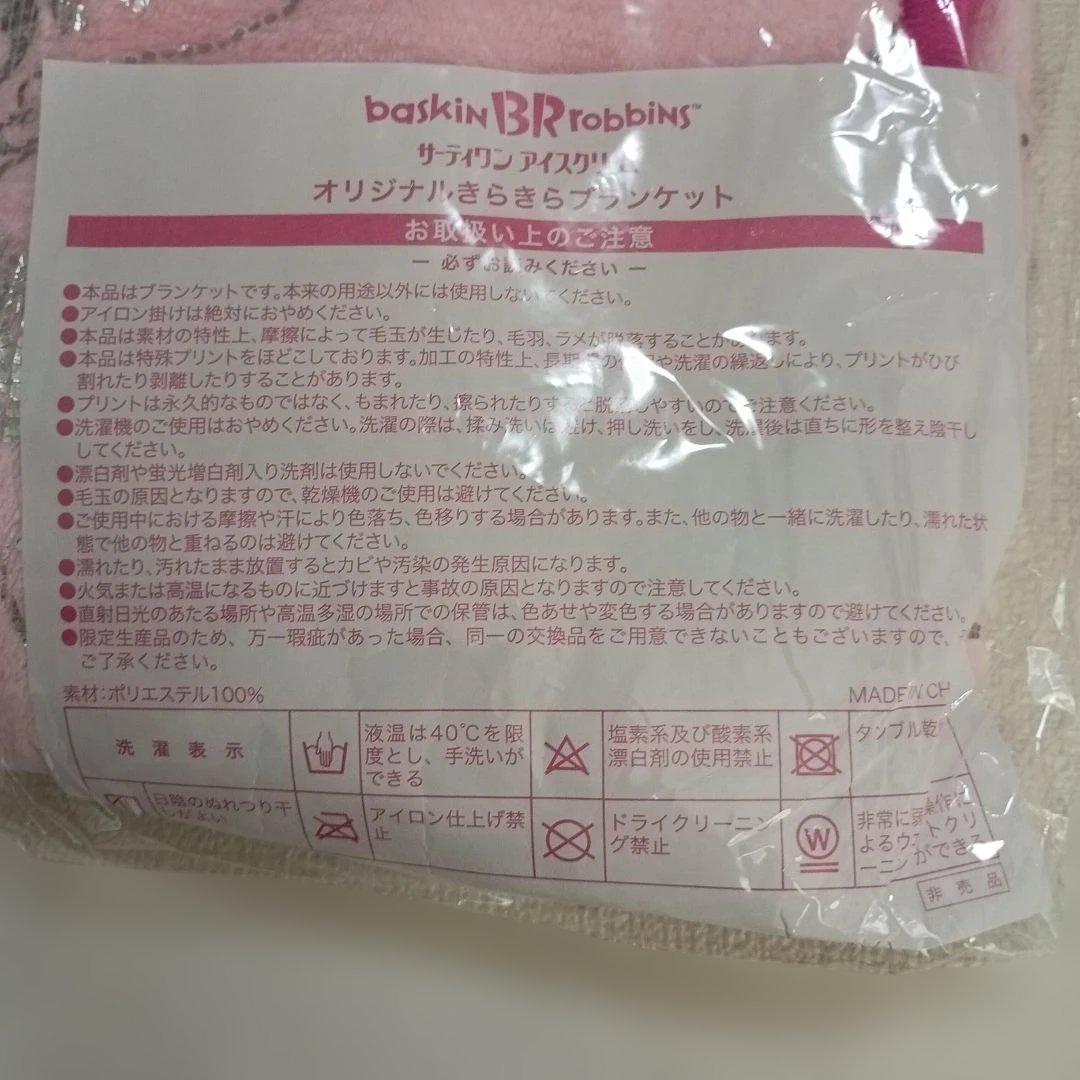 baskin BR robbins™
サーティワン アイスクリーム
オリジナルきらきらブランケット
お取扱い上のご注意
ー 必ずお読みください ー
●本品はブランケットです。本来の用途以外には使用しないでください。
●アイロン掛けは絶対におやめください。
●本品は素材の特性上、摩擦によって毛玉が生じたり、毛羽、ラメが脱落することがあります。
●本品は特殊プリントをほどこしております。加工の特性上、長期の や洗濯の繰返しにより、プリントがひび
割れたり剥離したりすることがあります。
●プリントは永久的なものではなく、もまれたり、擦られたりすると脱落しやすいのでご注意ください。
●洗濯機のご使用はおやめください。洗濯の際は、揉み洗いは避け、押し洗いをし、洗濯後は直ちに形を整え陰干し
してください。
●漂白剤や蛍光増白剤入り洗剤は使用しないでください。
●毛玉の原因となりますので、乾燥機のご使用は避けてください。
●ご使用中における摩擦や汗により色落ち、色移りする場合があります。また、他の物と一緒に洗濯したり、濡れた状
態で他の物と重ねるのは避けてください。
●濡れたり、汚れたまま放置するとカビや汚染の発生原因になります。
●火気または高温になるものに近づけますと事故の原因となりますので注意してください。
●直射日光のあたる場所や高温多湿の場所での保管は、色あせや変色する場合がありますので避けてください。
●限定生産品のため、万一瑕疵があった場合、同一の交換品をご用意できないこともございますので、
ご了承ください。
素材:ポリエステル100% MADE IN CH
洗濯表示
液温は40℃を限
度とし、手洗いが
できる
塩素系及び酸素系
漂白剤の使用禁止
タンブル乾
日陰のぬれつり干
しがよい
アイロン仕上げ禁
止
ドライクリーニン
グ禁止
W
非常に
よるウェットクリ
ーニングができる
非売品